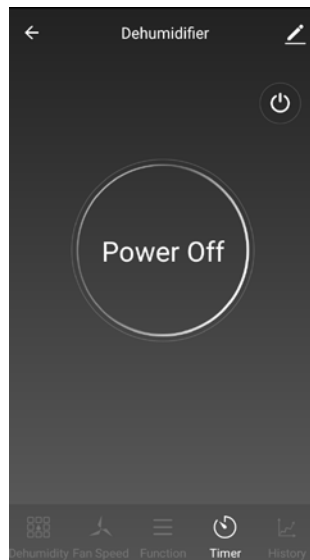 Dehumidifier
Power Off
Dehumidity Fan Speed Function Timer History